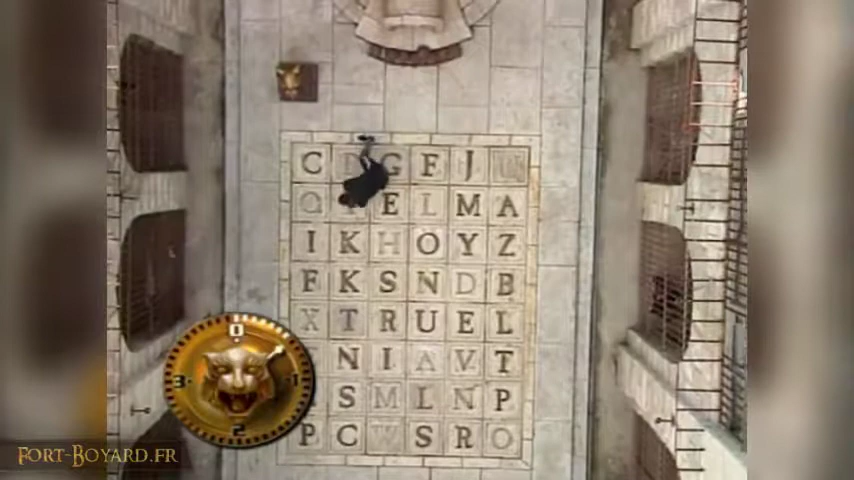 C D G F J
Q E L M A
I K H O Y Z
F K S N D B
X T R U E L
N I A V T
S M L N P
P C W S R O
0
3 1
2
FORT-BOYARD.FR